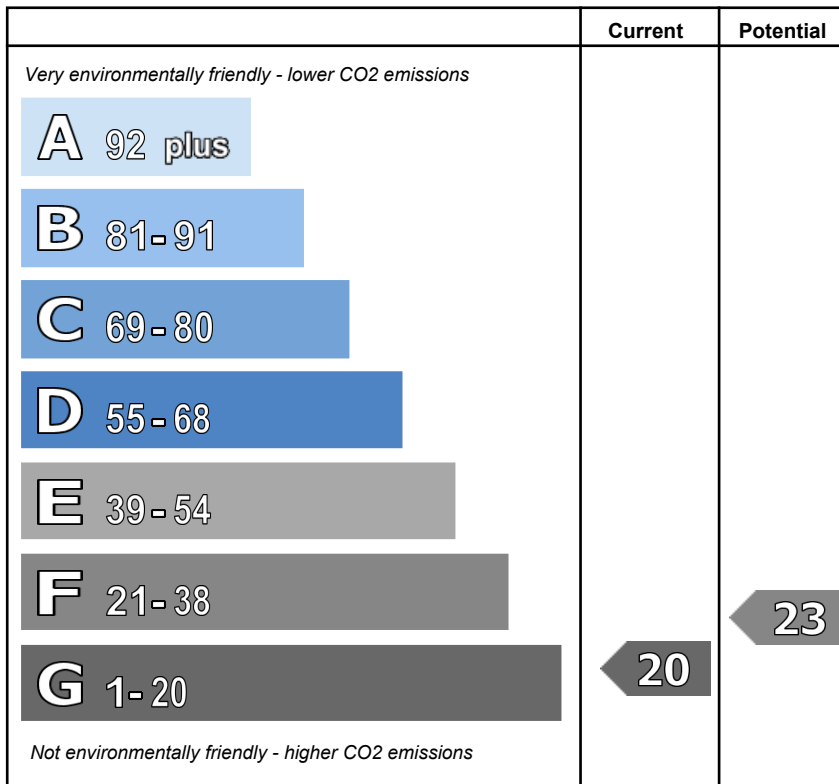 Current Potential
Very environmentally friendly - lower CO2 emissions
A 92 plus
B 81-91
C 69-80
D 55-68
E 39-54
F 21-38
23
G 1-20
20
Not environmentally friendly - higher CO2 emissions